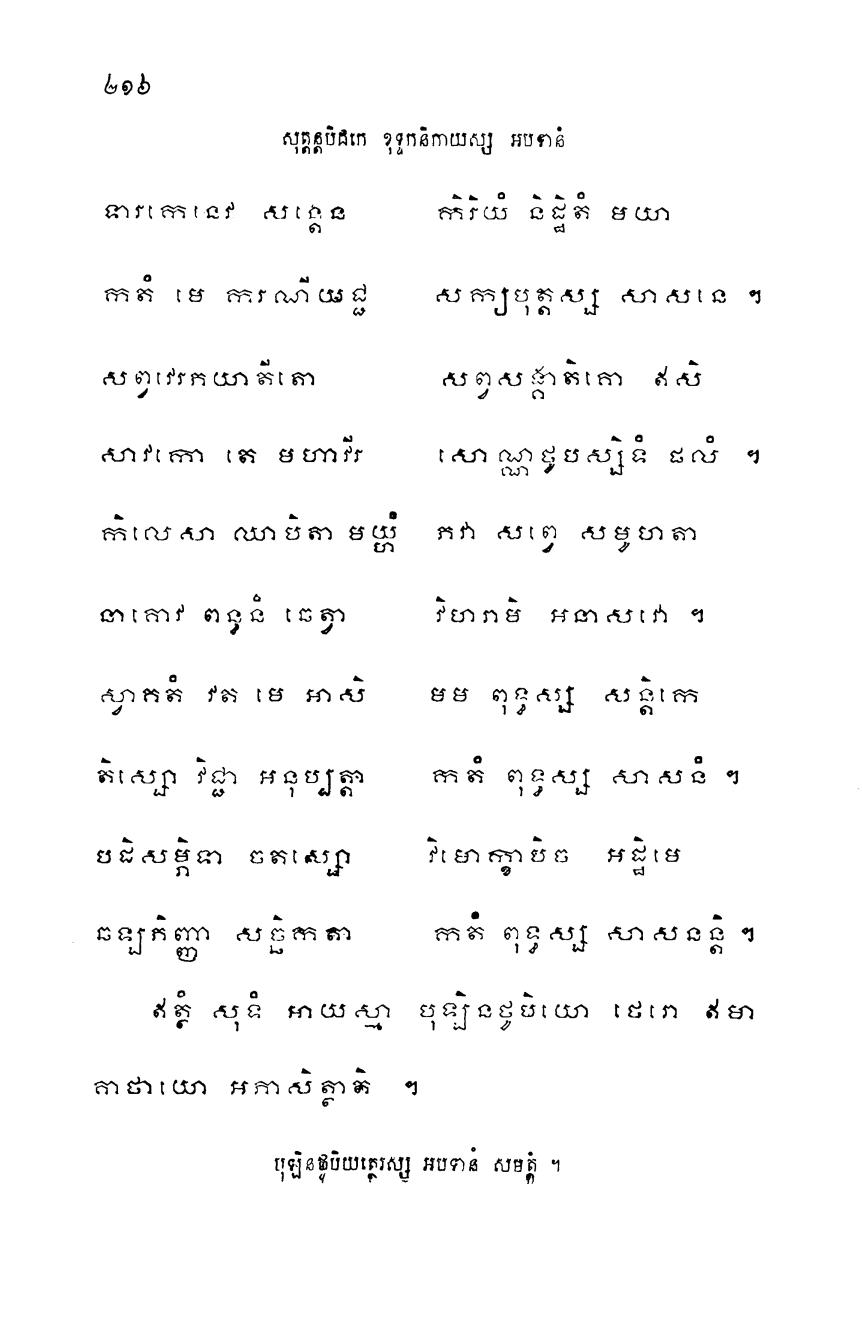 ២១៦
សុត្តន្តបិដកេ ខុទ្ទកនិកាយស្ស អបទានំ
ទារកេនេវ សន្តេន កិរិយំ និដ្ឋិតំ មយា
កតំ មេ ករណីយជ្ជ សក្យបុត្តស្ស សាសនេ ។
សព្វវេរភយាតីតោ សព្វសង្គាតិគោ ឥសិ
សាវកោ តេ មហាវីរ សោណ្ណថូបស្សិទំ ផលំ ។
កិលេសា ឈាបិតា មយ្ហំ ភវា សព្វេ សមូហតា
នាគោវ ពន្ធនំ ឆេត្វា វិហរាមិ អនាសវោ ។
ស្វាគតំ វត មេ អាសិ មម ពុទ្ធស្ស សន្តិកេ
តិស្សោ វិជ្ជា អនុប្បត្តា កតំ ពុទ្ធស្ស សាសនំ ។
បដិសម្ភិទា ចតស្សោ វិមោក្ខាបិច អដ្ឋិមេ
ឆឡភិញ្ញា សច្ឆិកតា កតំ ពុទ្ធស្ស សាសនន្តិ ។
ឥត្ថំ សុទំ អាយស្មា បុឡិនថូបិយោ ថេរោ ឥមា
គាថាយោ អភាសិត្ថាតិ ។
បុឡិនថូបិយត្ថេរស្ស អបទានំ សមត្តំ ។